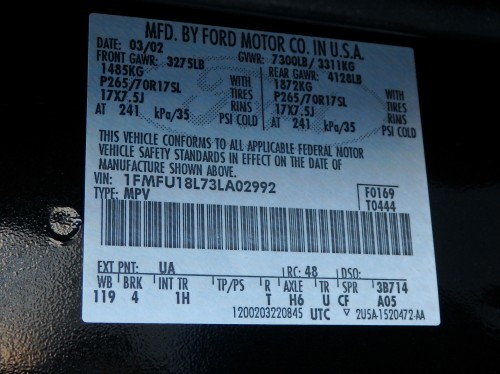 MFD. BY FORD MOTOR CO. IN U.S.A.
DATE: 03/02 GVWR: 7300LB/ 3311KG
FRONT GAWR: 3275LB REAR GAWR: 4128LB
1485KG WITH 1872KG WITH
P265/70R17SL TIRES P265/70R17SL TIRES
17X7.5J RIMS 17X7.5J RIMS
AT 241 kPa/35 PSI COLD AT 241 kPa/35 PSI COLD
THIS VEHICLE CONFORMS TO ALL APPLICABLE FEDERAL MOTOR
VEHICLE SAFETY STANDARDS IN EFFECT ON THE DATE OF
MANUFACTURE SHOWN ABOVE.
VIN: 1FMFU18L73LA02992 F0169
TYPE: MPV T0444
EXT PNT: UA RC: 48 DSO:
WB BRK INT TR TP/PS R AXLE TR SPR 3B714
119 4 1H T H6 U CF A05
1200203220845 UTC ▽ 2USA-1520472-AA